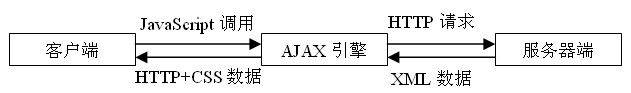 JavaScript 调用
HTTP 请求
客户端
AJAX 引擎
服务器端
HTTP+CSS 数据
XML 数据